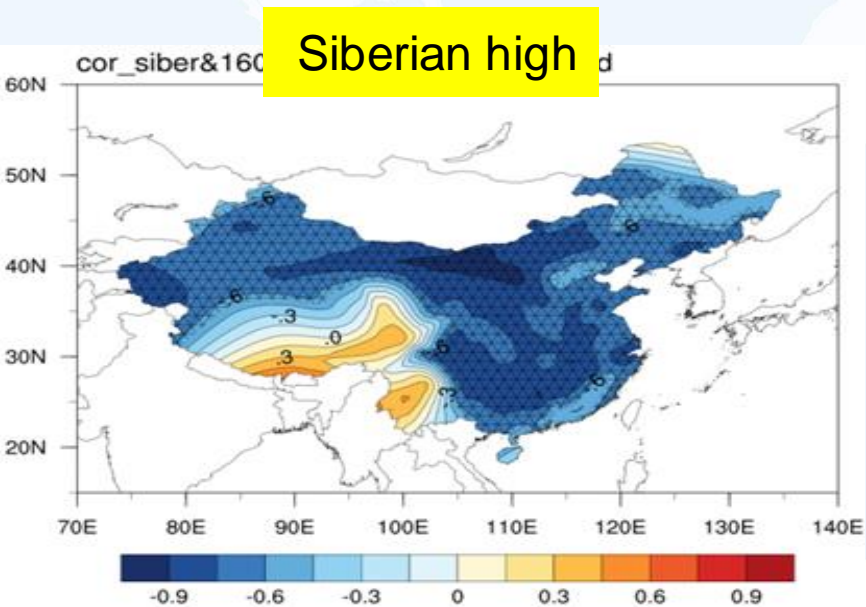 Siberian high
cor_siber&160
d
60N
50N
40N
30N
20N
-.6
-.6
-.6
-.3
.0
.3
-.6
-.3
-.6
70E 80E 90E 100E 110E 120E 130E 140E
-0.9 -0.6 -0.3 0 0.3 0.6 0.9